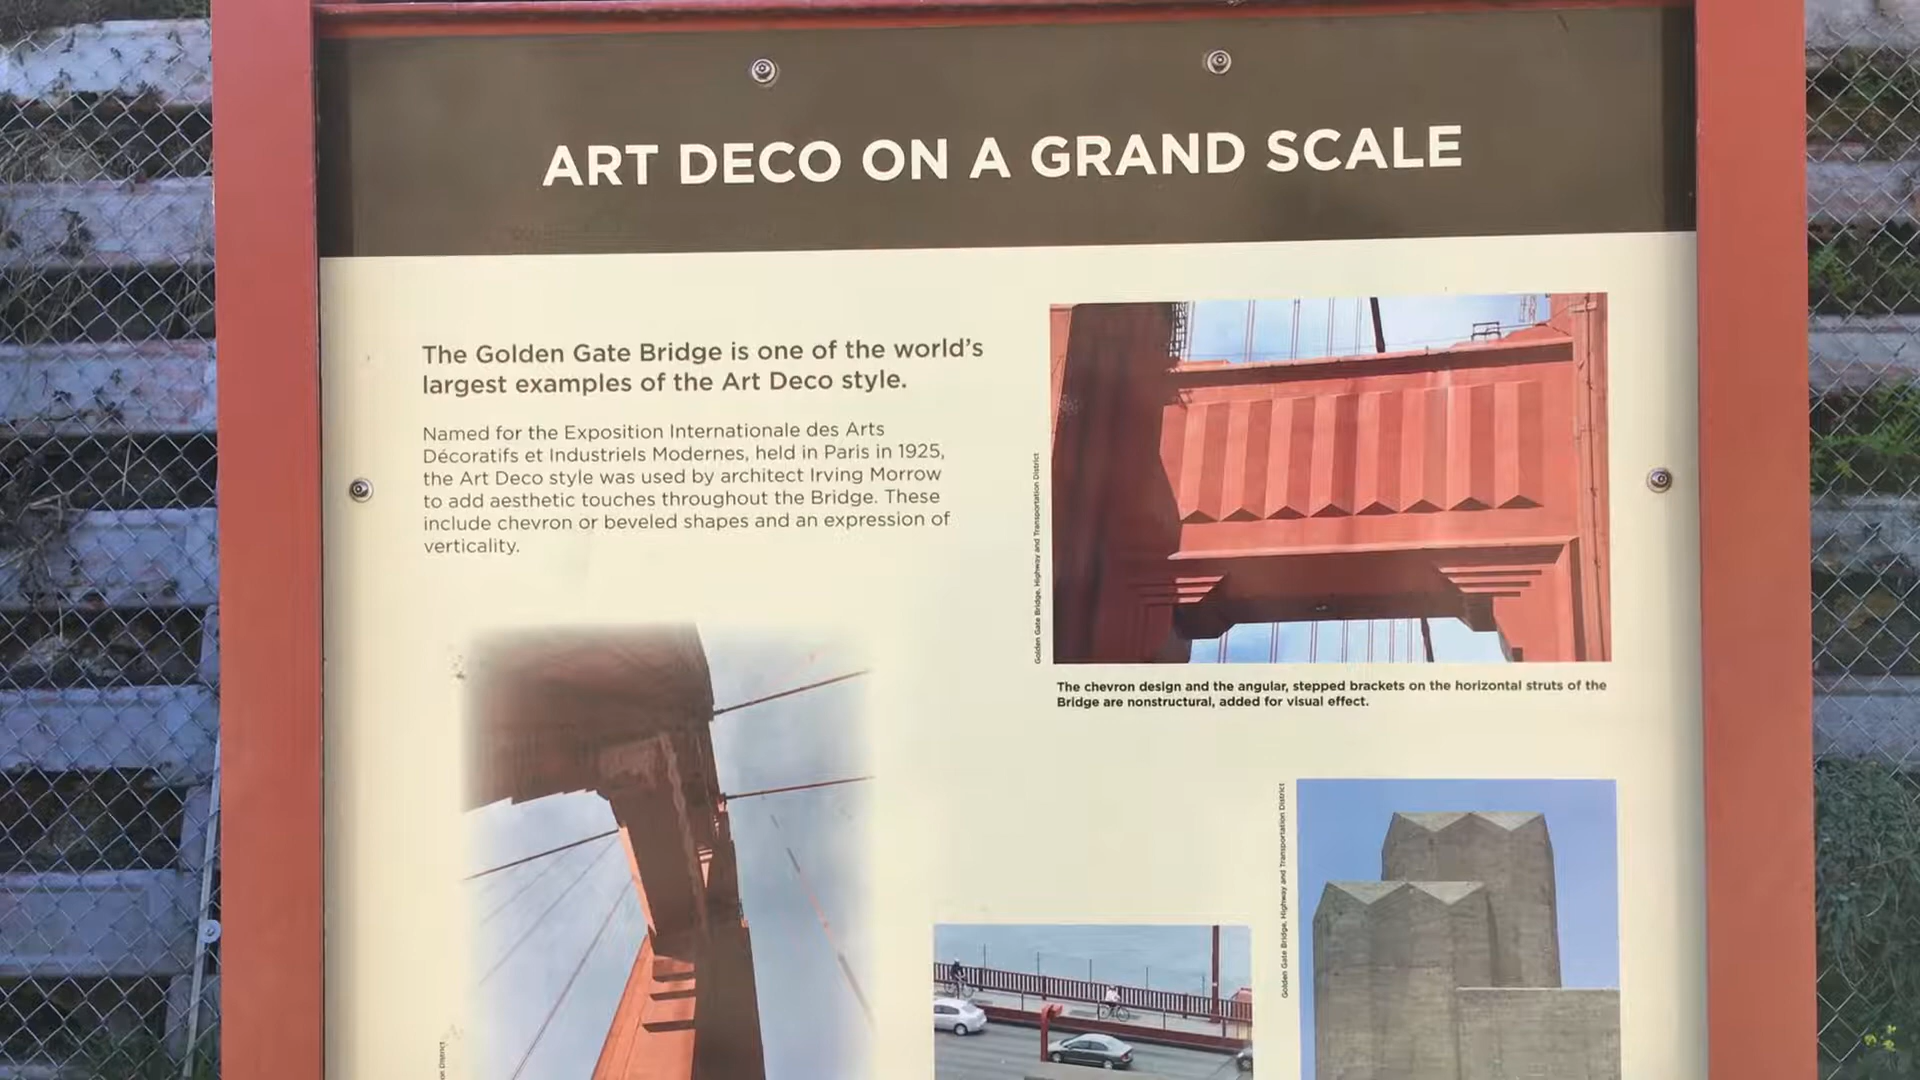 ART DECO ON A GRAND SCALE
The Golden Gate Bridge is one of the world's
largest examples of the Art Deco style.
Named for the Exposition Internationale des Arts
Décoratifs et Industriels Modernes, held in Paris in 1925,
the Art Deco style was used by architect Irving Morrow
to add aesthetic touches throughout the Bridge. These
include chevron or beveled shapes and an expression of
verticality.
Golden Gate Bridge, Highway and Transportation District
The chevron design and the angular, stepped brackets on the horizontal struts of the
Bridge are nonstructural, added for visual effect.
Golden Gate Bridge, Highway and Transportation District
District